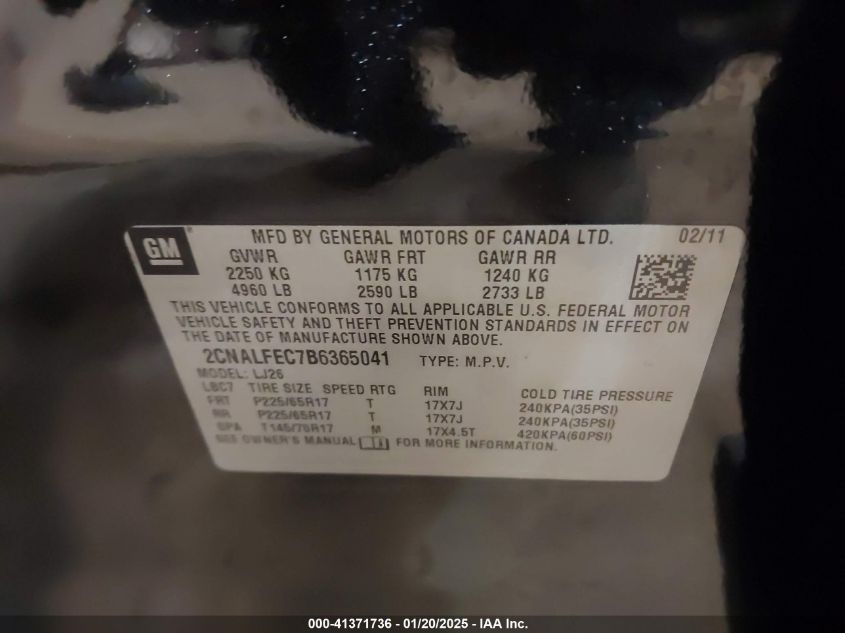 GM MFD BY GENERAL MOTORS OF CANADA LTD. 02/11
GVWR GAWR FRT GAWR RR
2250 KG 1175 KG 1240 KG
4960 LB 2590 LB 2733 LB
THIS VEHICLE CONFORMS TO ALL APPLICABLE U.S. FEDERAL MOTOR
VEHICLE SAFETY AND THEFT PREVENTION STANDARDS IN EFFECT ON
THE DATE OF MANUFACTURE SHOWN ABOVE.
2CNALFEC7B6365041 TYPE: M.P.V.
MODEL: LJ26
LBC7 TIRE SIZE SPEED RTG RIM COLD TIRE PRESSURE
FRT P225/65R17 T 17X7J 240KPA(35PSI)
RR P225/65R17 T 17X7J 240KPA(35PSI)
SPA T145/70R17 M 17X4.5T 420KPA(60PSI)
SEE OWNER'S MANUAL FOR MORE INFORMATION.
000-41371736 - 01/20/2025 - IAA Inc.